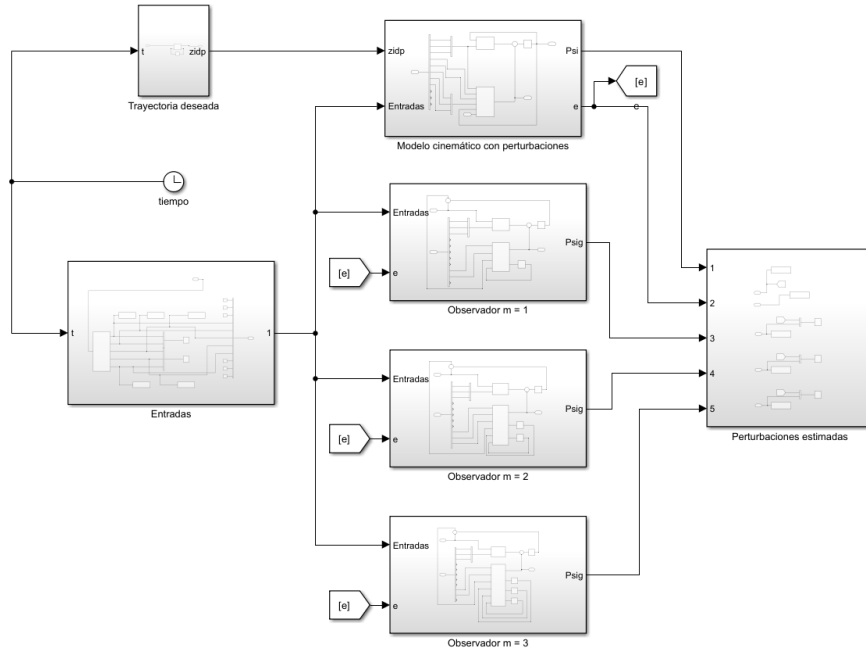 t
zidp
Trayectoria deseada
zidp
Entradas
Psi
e
Modelo cinemático con perturbaciones
[e]
e
tiempo
t
1
Entradas
Entradas
[e]
e
Psig
Observador m = 1
Entradas
[e]
e
Psig
Observador m = 2
Entradas
[e]
e
Psig
Observador m = 3
1
2
3
4
5
Perturbaciones estimadas